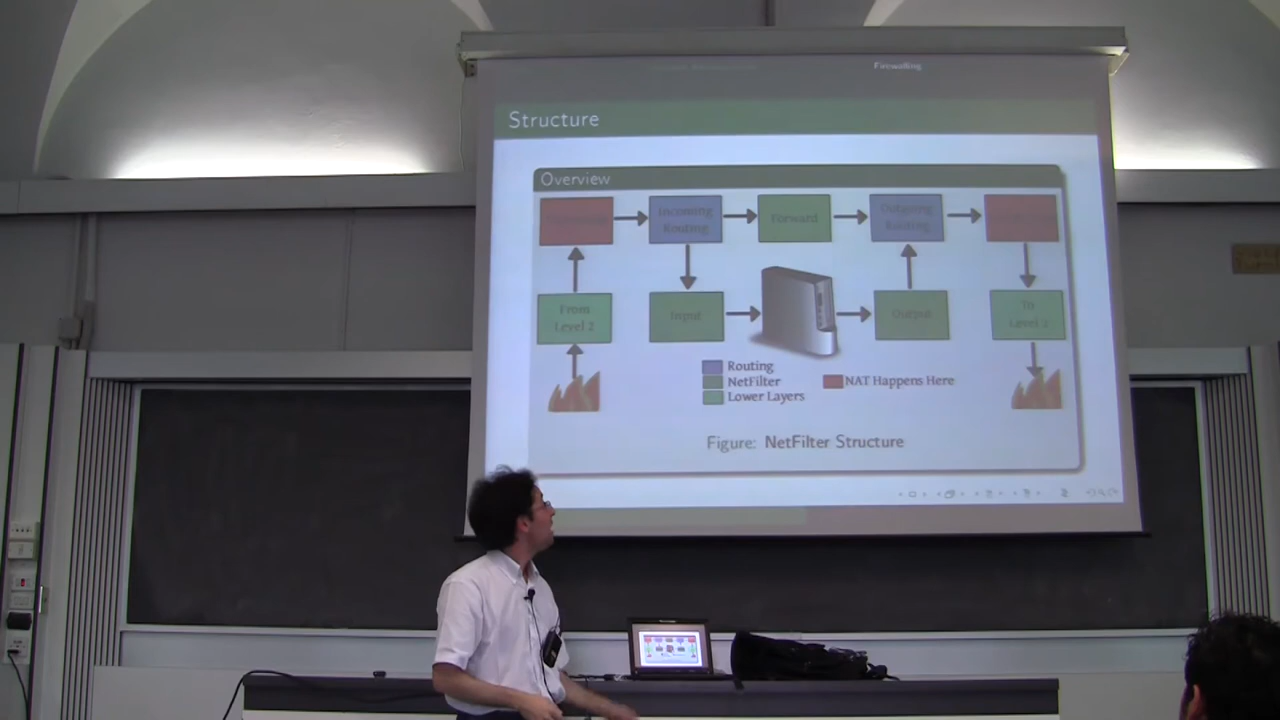 Firewalling
Structure
Overview
Incoming
Routing
Forward
Outgoing
Routing
From
Level 2
Input
Output
To
Level
Routing
NetFilter
NAT Happens Here
Lower Layers
Figure: NetFilter Structure